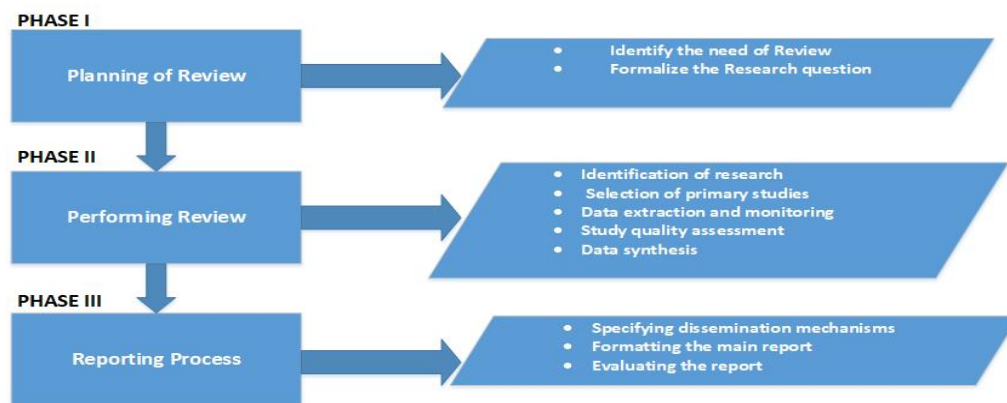 PHASE I
Planning of Review
• Identify the need of Review
• Formalize the Research question
PHASE II
Performing Review
• Identification of research
• Selection of primary studies
• Data extraction and monitoring
• Study quality assessment
• Data synthesis
PHASE III
Reporting Process
• Specifying dissemination mechanisms
• Formatting the main report
• Evaluating the report